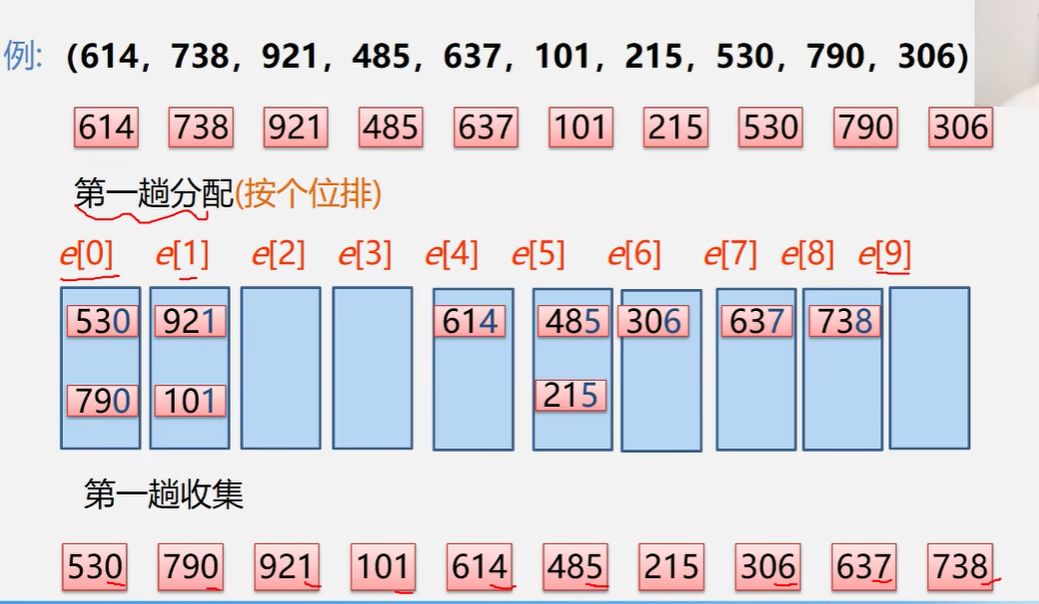 例: (614, 738, 921, 485, 637, 101, 215, 530, 790, 306)
614 738 921 485 637 101 215 530 790 306
第一趟分配(按个位排)
e[0] e[1] e[2] e[3] e[4] e[5] e[6] e[7] e[8] e[9]
530 921 614 485 306 637 738
790 101 215
第一趟收集
530 790 921 101 614 485 215 306 637 738